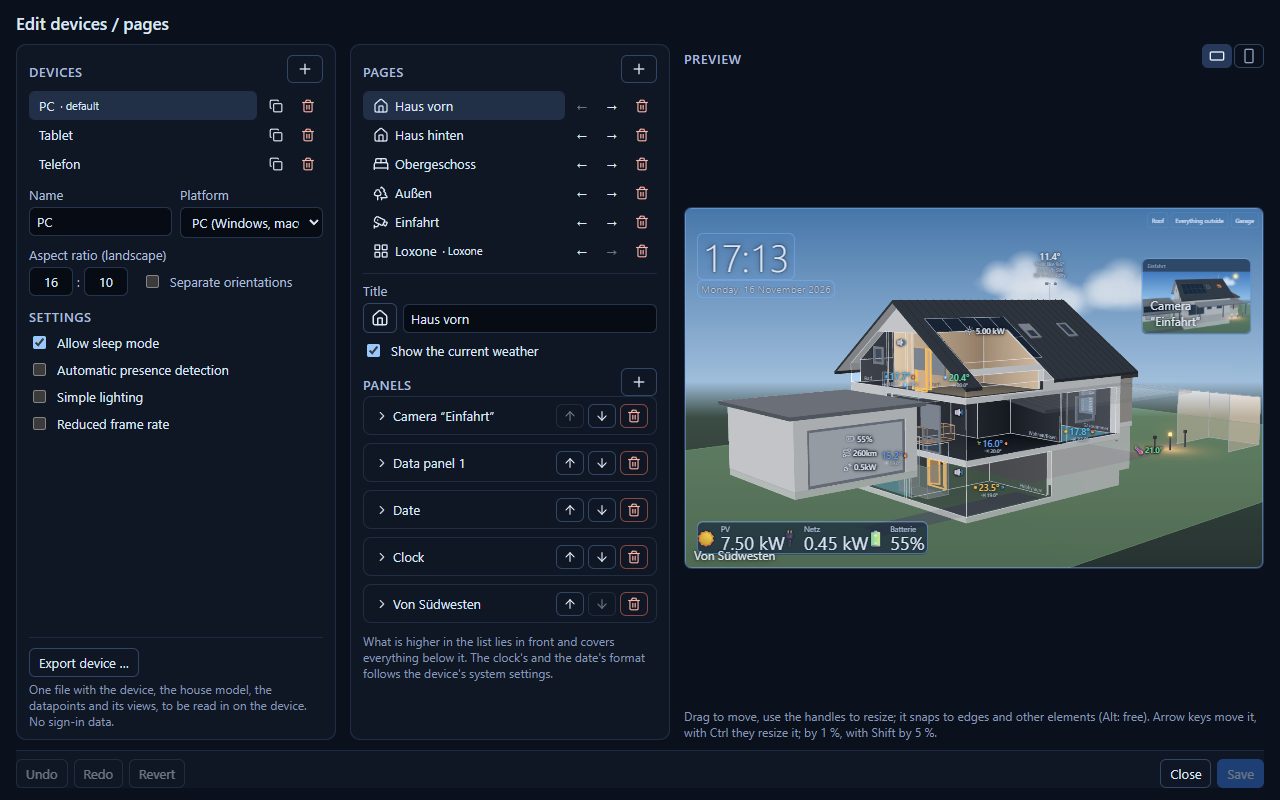 Edit devices / pages
DEVICES
PC · default
Tablet
Telefon
Name
Platform
PC
PC (Windows, mac
Aspect ratio (landscape)
16 : 10
Separate orientations
SETTINGS
Allow sleep mode
Automatic presence detection
Simple lighting
Reduced frame rate
Export device ...
One file with the device, the house model, the
datapoints and its views, to be read in on the device.
No sign-in data.
PAGES
Haus vorn
Haus hinten
Obergeschoss
Außen
Einfahrt
Loxone · Loxone
Title
Haus vorn
Show the current weather
PANELS
Camera “Einfahrt”
Data panel 1
Date
Clock
Von Südwesten
What is higher in the list lies in front and covers
everything below it. The clock's and the date's format
follows the device's system settings.
PREVIEW
Roof Everything outside Garage
17:13
Monday, 16 November 2026
11.4°
Einfahrt
Camera
“Einfahrt”
5.00 kW
20.4°
55%
260km
0.5kW
16.0°
17.8°
21.0
23.5°
PV
7.50 kW
Netz
0.45 kW
Batterie
55%
Von Südwesten
Drag to move, use the handles to resize; it snaps to edges and other elements (Alt: free). Arrow keys move it,
with Ctrl they resize it; by 1 %, with Shift by 5 %.
Undo
Redo
Revert
Close
Save